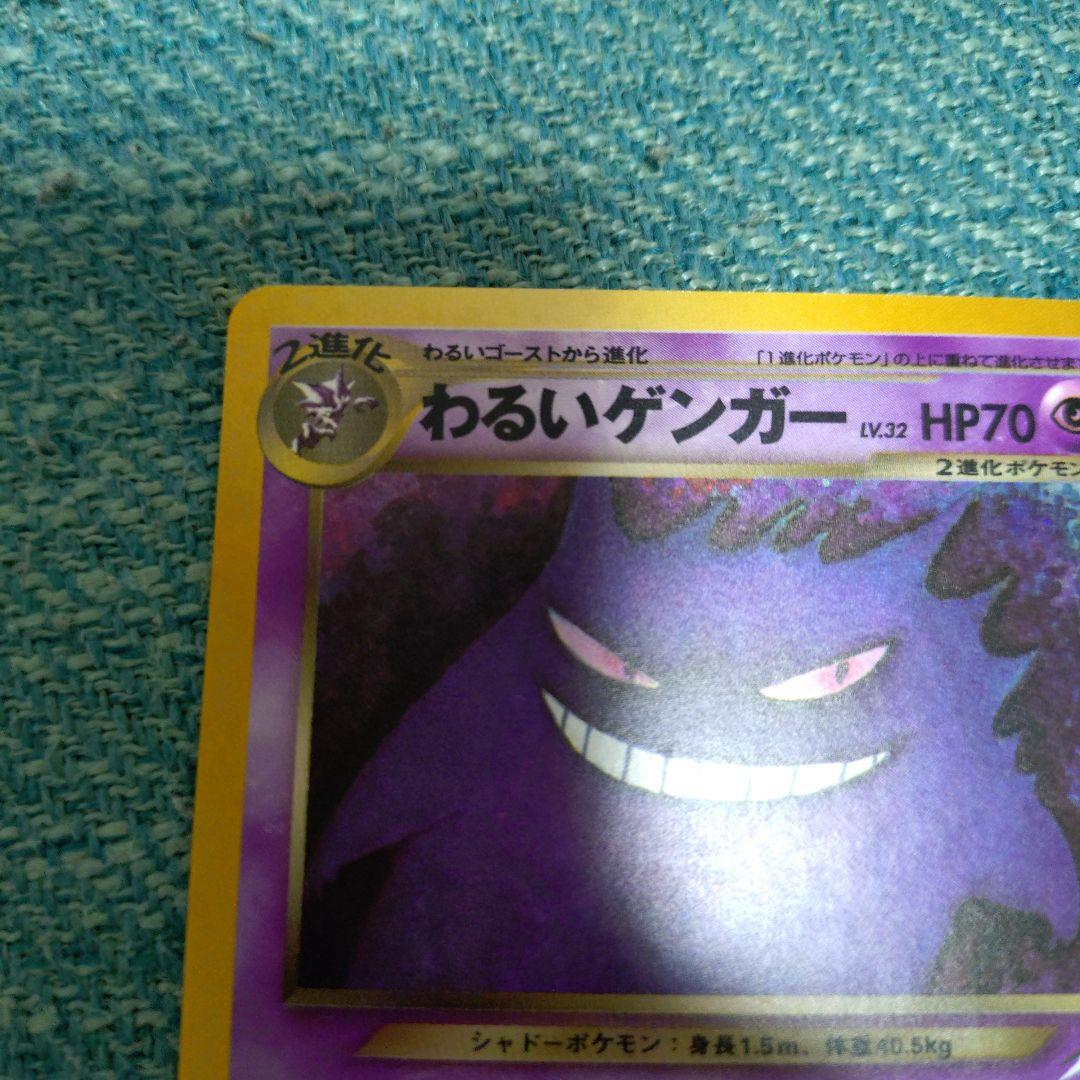 2進化
わるいゴーストから進化 「1進化ポケモン」の上に重ねて進化させま
わるいゲンガー LV.32 HP70
2進化ポケモン
シャドーポケモン：身長1.5m、体重40.5kg